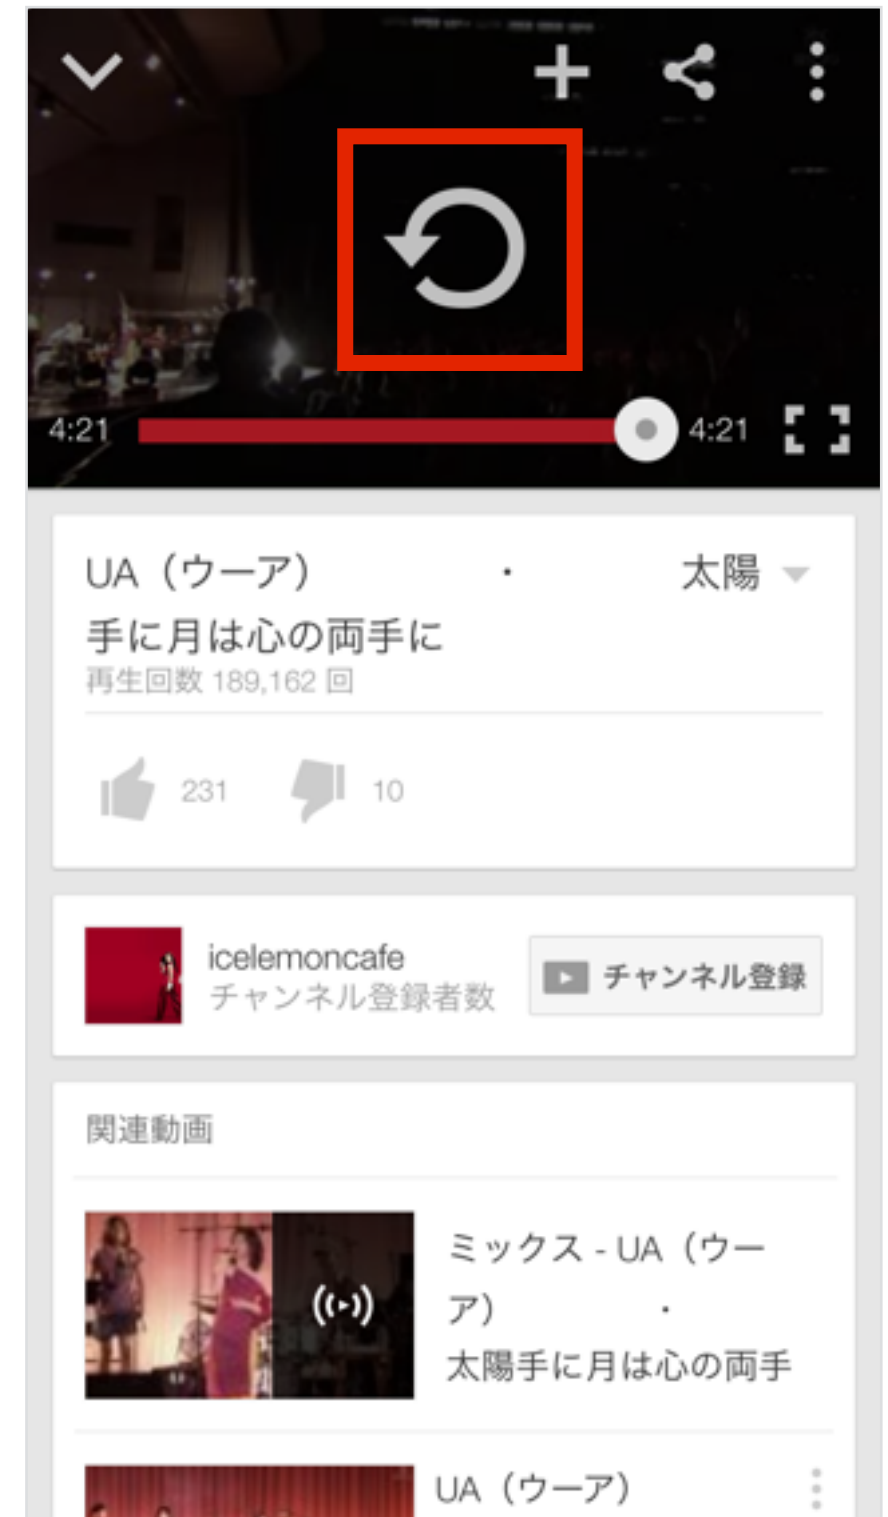 4:21
4:21
UA（ウーア） ・ 太陽
手に月は心の両手に
再生回数 189,162 回
231
10
icelemoncafe
チャンネル登録者数
チャンネル登録
関連動画
ミックス - UA（ウー
ア） ・
太陽手に月は心の両手
UA（ウーア）